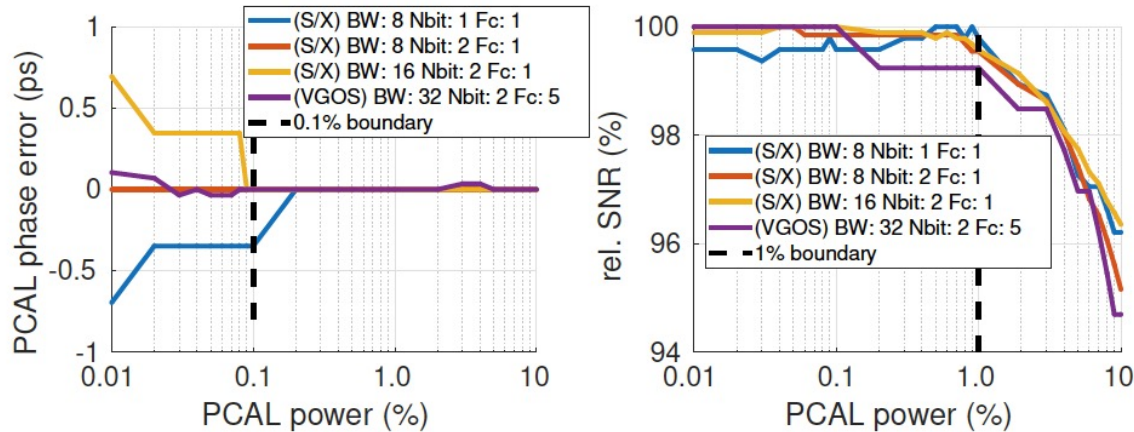 PCAL phase error (ps)
1
0.5
0
-0.5
-1
0.01
0.1
1.0
10
PCAL power (%)
(S/X) BW: 8 Nbit: 1 Fc: 1
(S/X) BW: 8 Nbit: 2 Fc: 1
(S/X) BW: 16 Nbit: 2 Fc: 1
(VGOS) BW: 32 Nbit: 2 Fc: 5
0.1% boundary
rel. SNR (%)
100
98
96
94
0.01
0.1
1.0
10
PCAL power (%)
(S/X) BW: 8 Nbit: 1 Fc: 1
(S/X) BW: 8 Nbit: 2 Fc: 1
(S/X) BW: 16 Nbit: 2 Fc: 1
(VGOS) BW: 32 Nbit: 2 Fc: 5
1% boundary